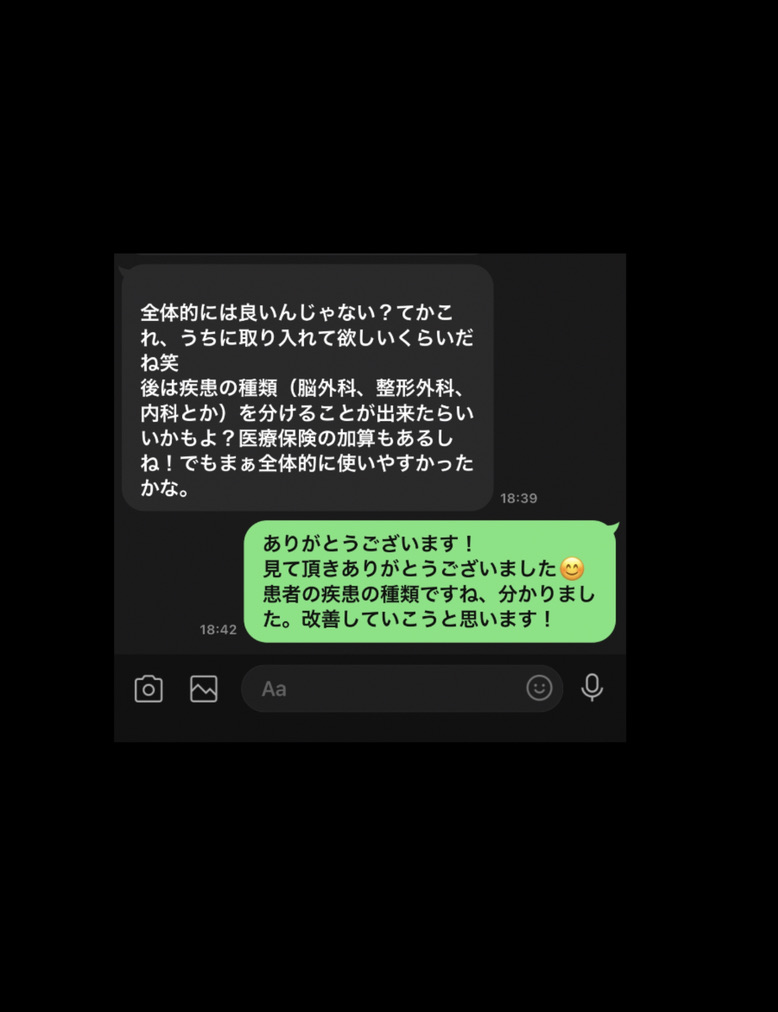 全体的には良いんじゃない？てかこ
れ、うちに取り入れて欲しいくらいだ
ね笑
後は疾患の種類（脳外科、整形外科、
内科とか）を分けることが出来たらい
いかもよ？医療保険の加算もあるし
ね！でもまぁ全体的に使いやすかった
かな。
18:39
ありがとうございます！
見て頂きありがとうございました😊
患者の疾患の種類ですね、分かりまし
た。改善していこうと思います！
18:42
Aa